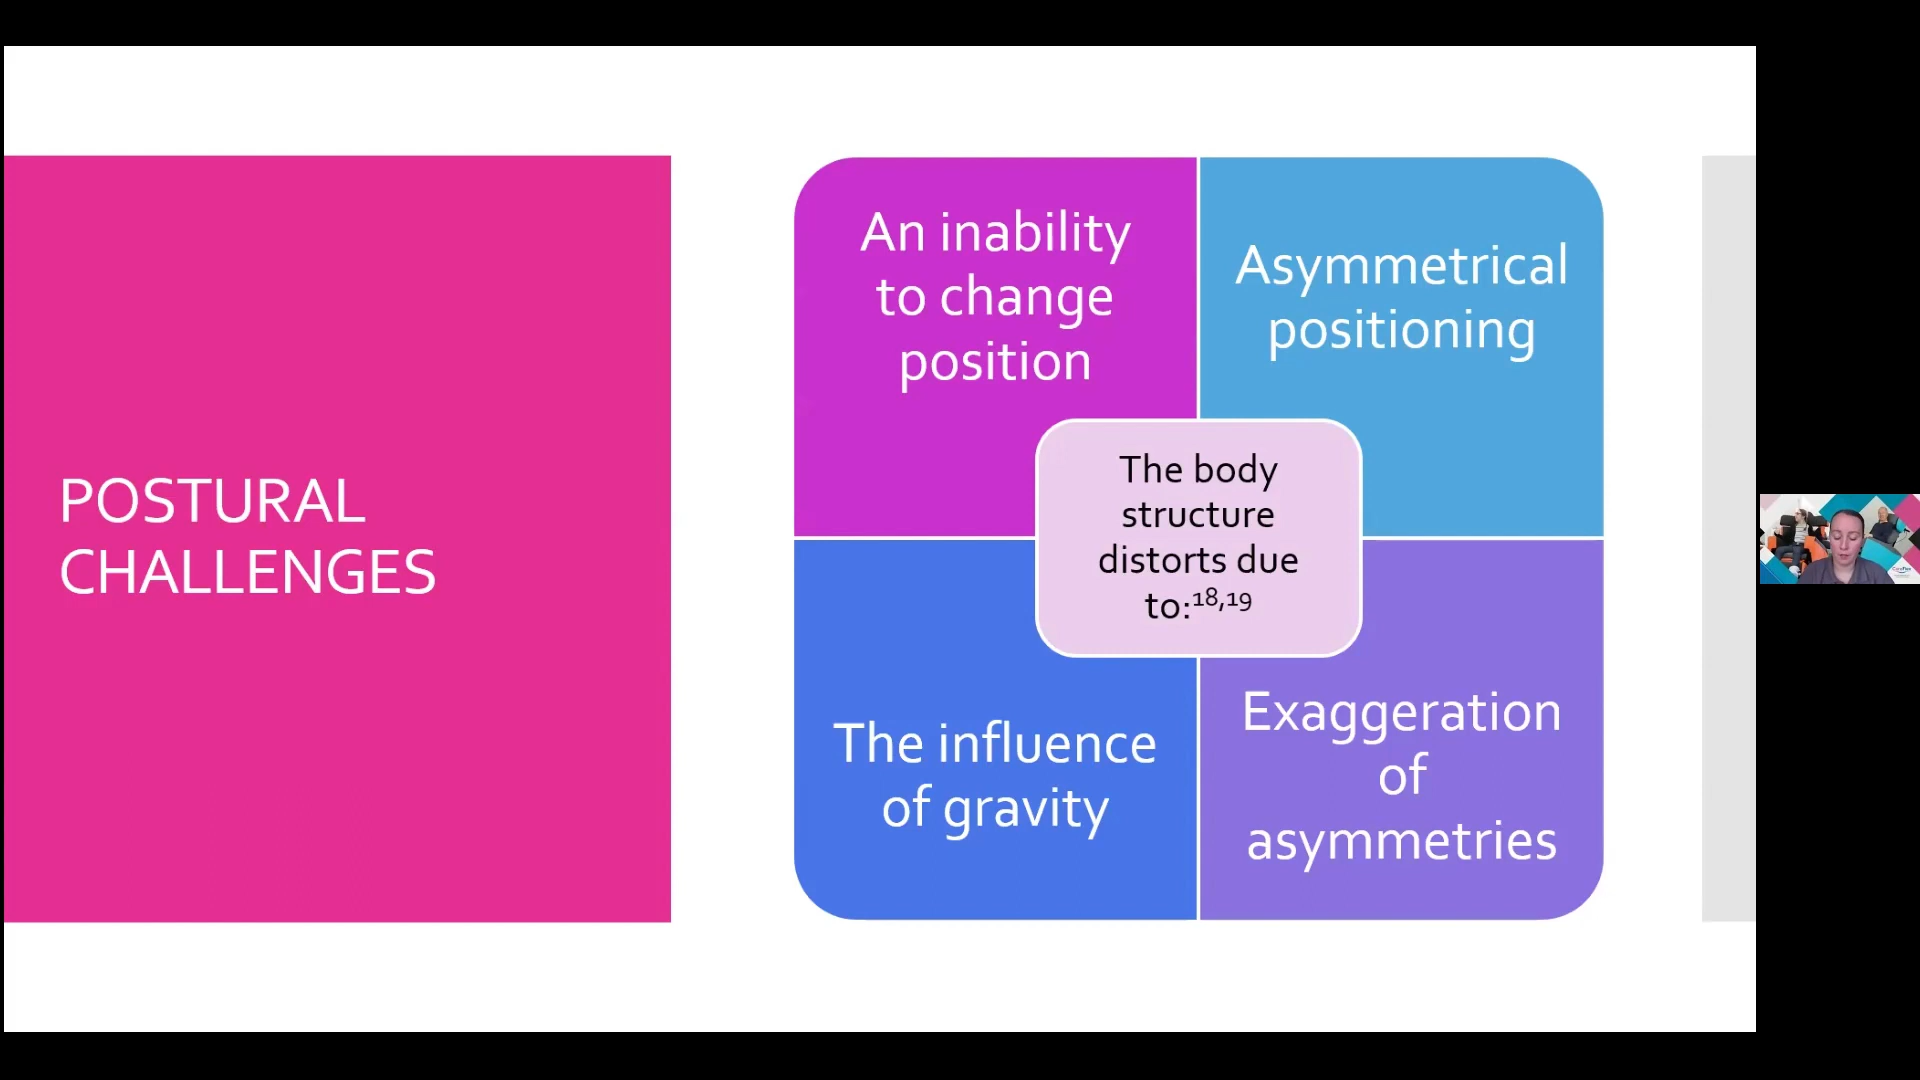 POSTURAL
CHALLENGES
An inability
to change
position
Asymmetrical
positioning
The body
structure
distorts due
to:18,19
The influence
of gravity
Exaggeration
of
asymmetries